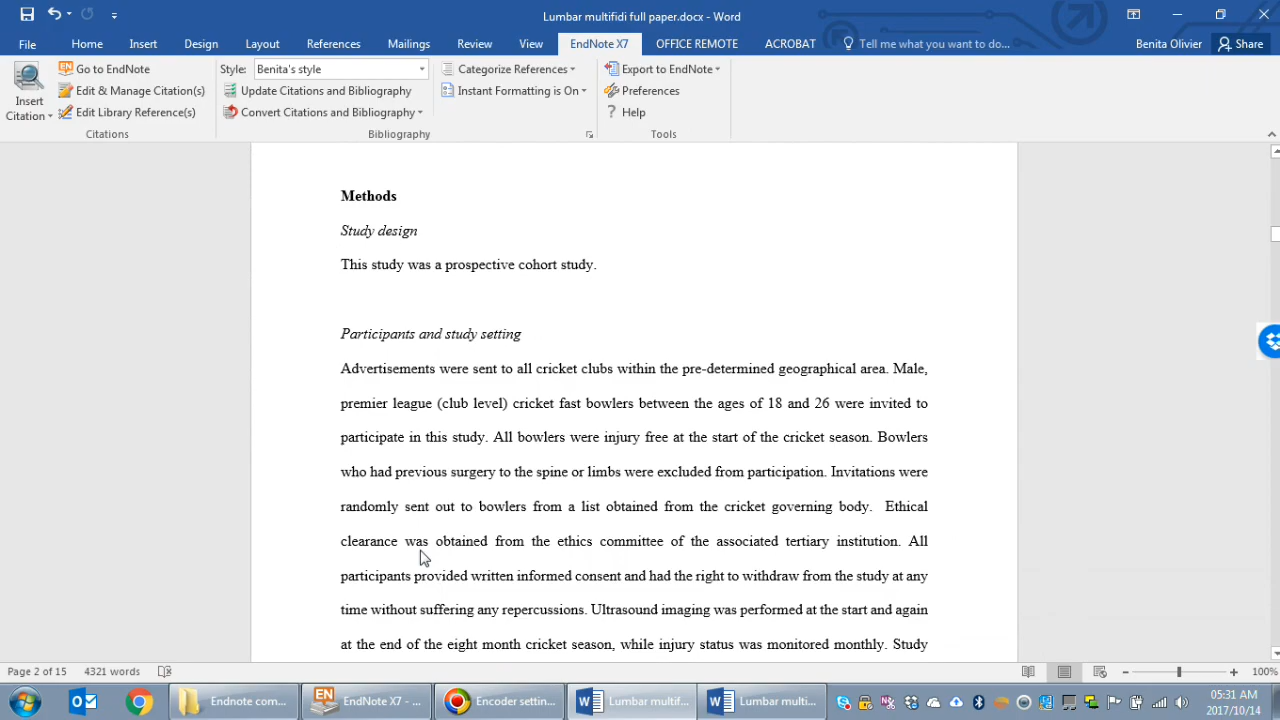 Lumbar multifidi full paper.docx - Word
File Home Insert Design Layout References Mailings Review View EndNote X7 OFFICE REMOTE ACROBAT Tell me what you want to do... Benita Olivier Share
Insert Citation
Go to EndNote
Edit & Manage Citation(s)
Edit Library Reference(s)
Citations
Style: Benita's style
Update Citations and Bibliography
Convert Citations and Bibliography
Bibliography
Categorize References
Instant Formatting is On
Export to EndNote
Preferences
? Help
Tools
Methods
Study design
This study was a prospective cohort study.
Participants and study setting
Advertisements were sent to all cricket clubs within the pre-determined geographical area. Male,
premier league (club level) cricket fast bowlers between the ages of 18 and 26 were invited to
participate in this study. All bowlers were injury free at the start of the cricket season. Bowlers
who had previous surgery to the spine or limbs were excluded from participation. Invitations were
randomly sent out to bowlers from a list obtained from the cricket governing body. Ethical
clearance was obtained from the ethics committee of the associated tertiary institution. All
participants provided written informed consent and had the right to withdraw from the study at any
time without suffering any repercussions. Ultrasound imaging was performed at the start and again
at the end of the eight month cricket season, while injury status was monitored monthly. Study
Page 2 of 15 4321 words 100%
Endnote com... EndNote X7 - ... Encoder settin... Lumbar multif... Lumbar multi... 05:31 AM
2017/10/14